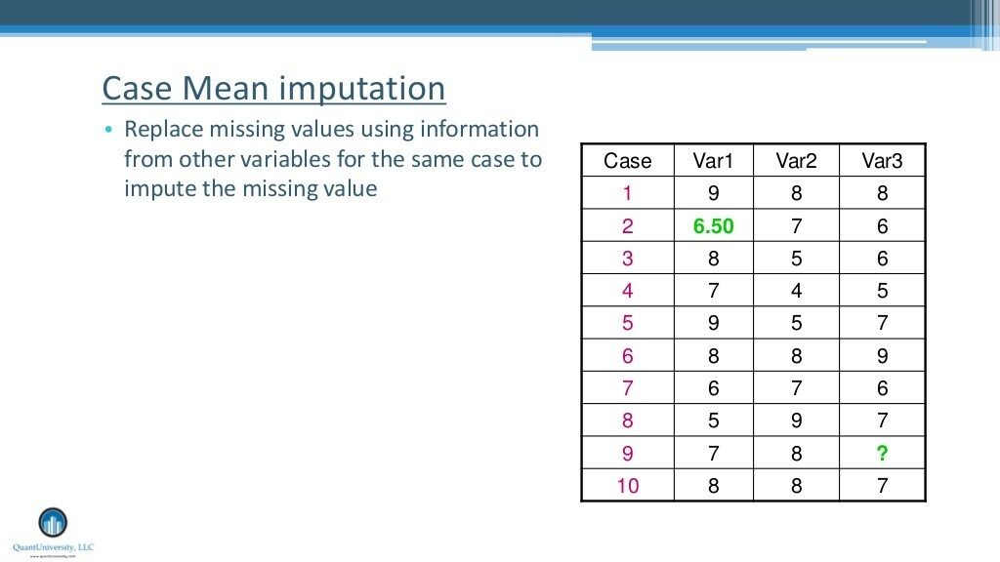 Case Mean imputation
• Replace missing values using information
from other variables for the same case to
impute the missing value
Case Var1 Var2 Var3
1 9 8 8
2 6.50 7 6
3 8 5 6
4 7 4 5
5 9 5 7
6 8 8 9
7 6 7 6
8 5 9 7
9 7 8 ?
10 8 8 7
QuantUniversity, LLC
www.quantuniversity.com